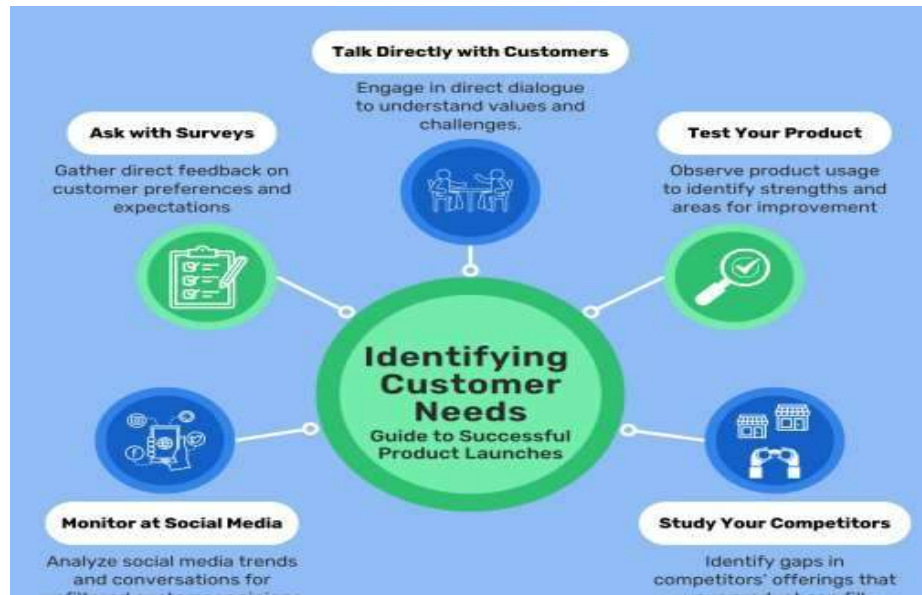 Talk Directly with Customers
Engage in direct dialogue
to understand values and
challenges.
Ask with Surveys
Gather direct feedback on
customer preferences and
expectations
Test Your Product
Observe product usage
to identify strengths and
areas for improvement
Identifying
Customer
Needs
Guide to Successful
Product Launches
Monitor at Social Media
Analyze social media trends
and conversations for
Study Your Competitors
Identify gaps in
competitors' offerings that